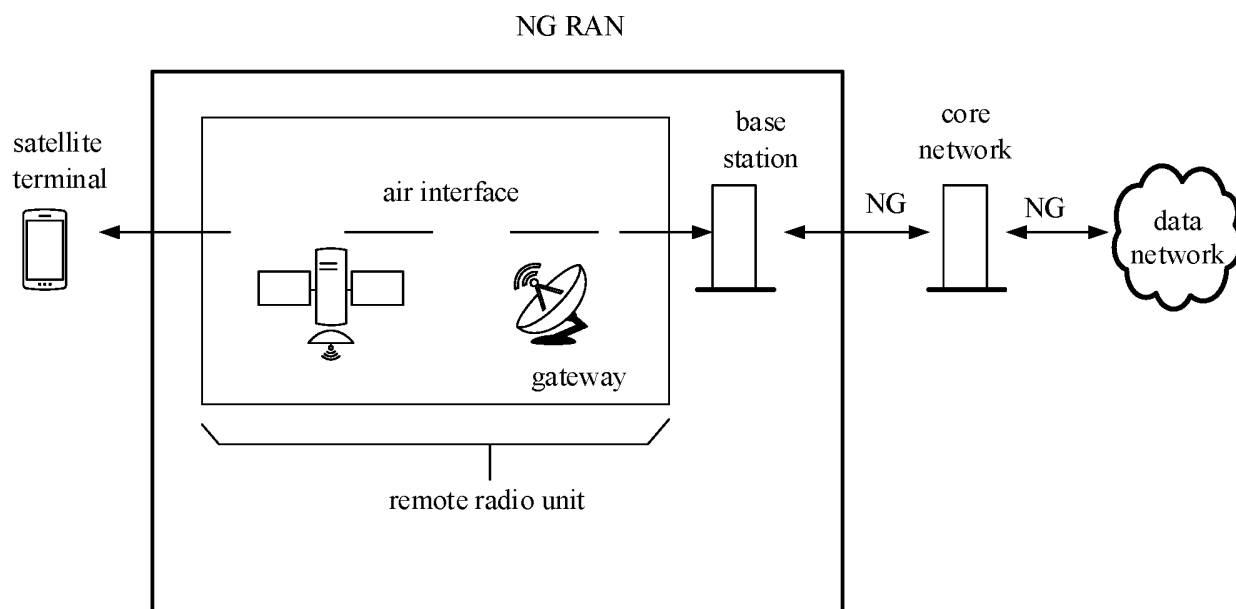 NG RAN
satellite
terminal
air interface
base
station
core
network
NG
NG
data
network
gateway
remote radio unit